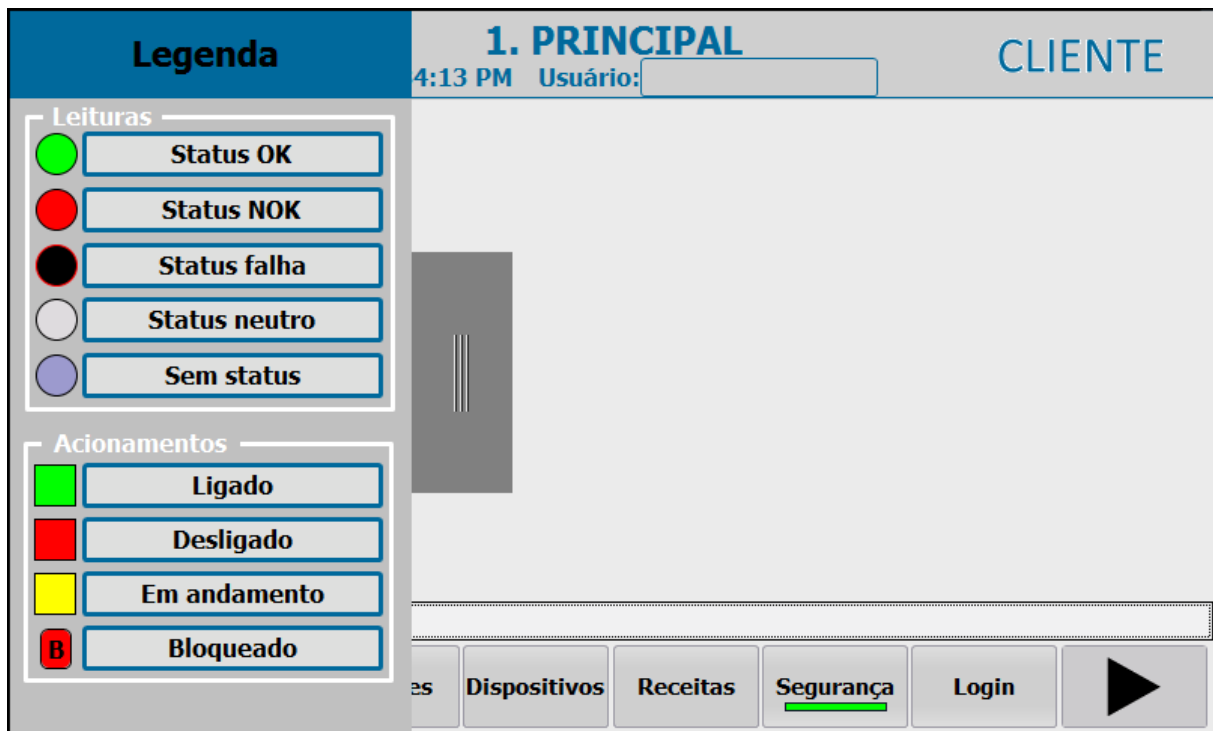 Legenda
1. PRINCIPAL
4:13 PM Usuário:
CLIENTE
Leituras
Status OK
Status NOK
Status falha
Status neutro
Sem status
Acionamentos
Ligado
Desligado
Em andamento
B Bloqueado
es Dispositivos Receitas Segurança Login